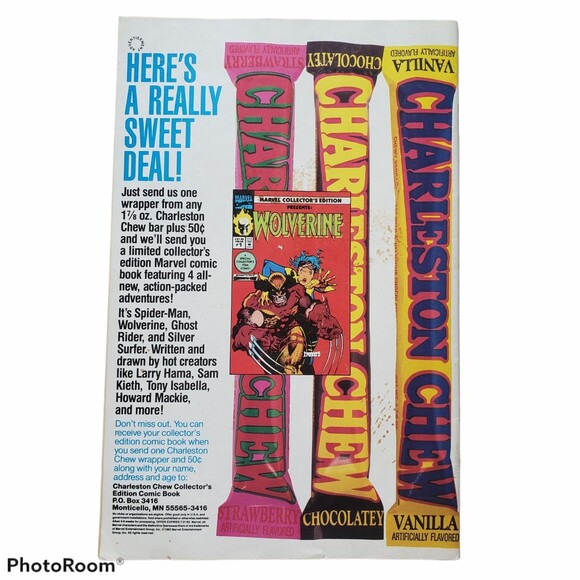 HERE'S
A REALLY
SWEET
DEAL!
Just send us one
wrapper from any
1⅞ oz. Charleston
Chew bar plus 50¢
and we'll send you
a limited collector's
edition Marvel comic
book featuring 4 all-
new, action-packed
adventures!
It's Spider-Man,
Wolverine, Ghost
Rider, and Silver
Surfer. Written and
drawn by hot creators
like Larry Hama, Sam
Kieth, Tony Isabella,
Howard Mackie,
and more!
Don't miss out. You can
receive your collector's
edition comic book when
you send one Charleston
Chew wrapper and 50¢
along with your name,
address and age to:
Charleston Chew Collector's
Edition Comic Book
P.O. Box 3416
Monticello, MN 55565-3416
STRAWBERRY
ARTIFICIALLY FLAVORED
CHOCOLATEY
VANILLA
ARTIFICIALLY FLAVORED
CHARLESTON CHEW
CHARLESTON CHEW
CHARLESTON CHEW
MARVEL COLLECTOR'S EDITION
PRESENTS:
MARVEL
WOLVERINE
#1
STRAWBERRY
ARTIFICIALLY FLAVORED
CHOCOLATEY
VANILLA
ARTIFICIALLY FLAVORED
PhotoRoom